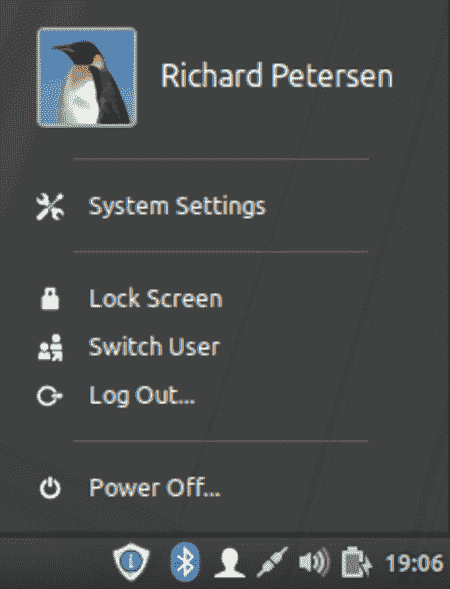 Richard Petersen
System Settings
Lock Screen
Switch User
Log Out...
Power Off...
19:06